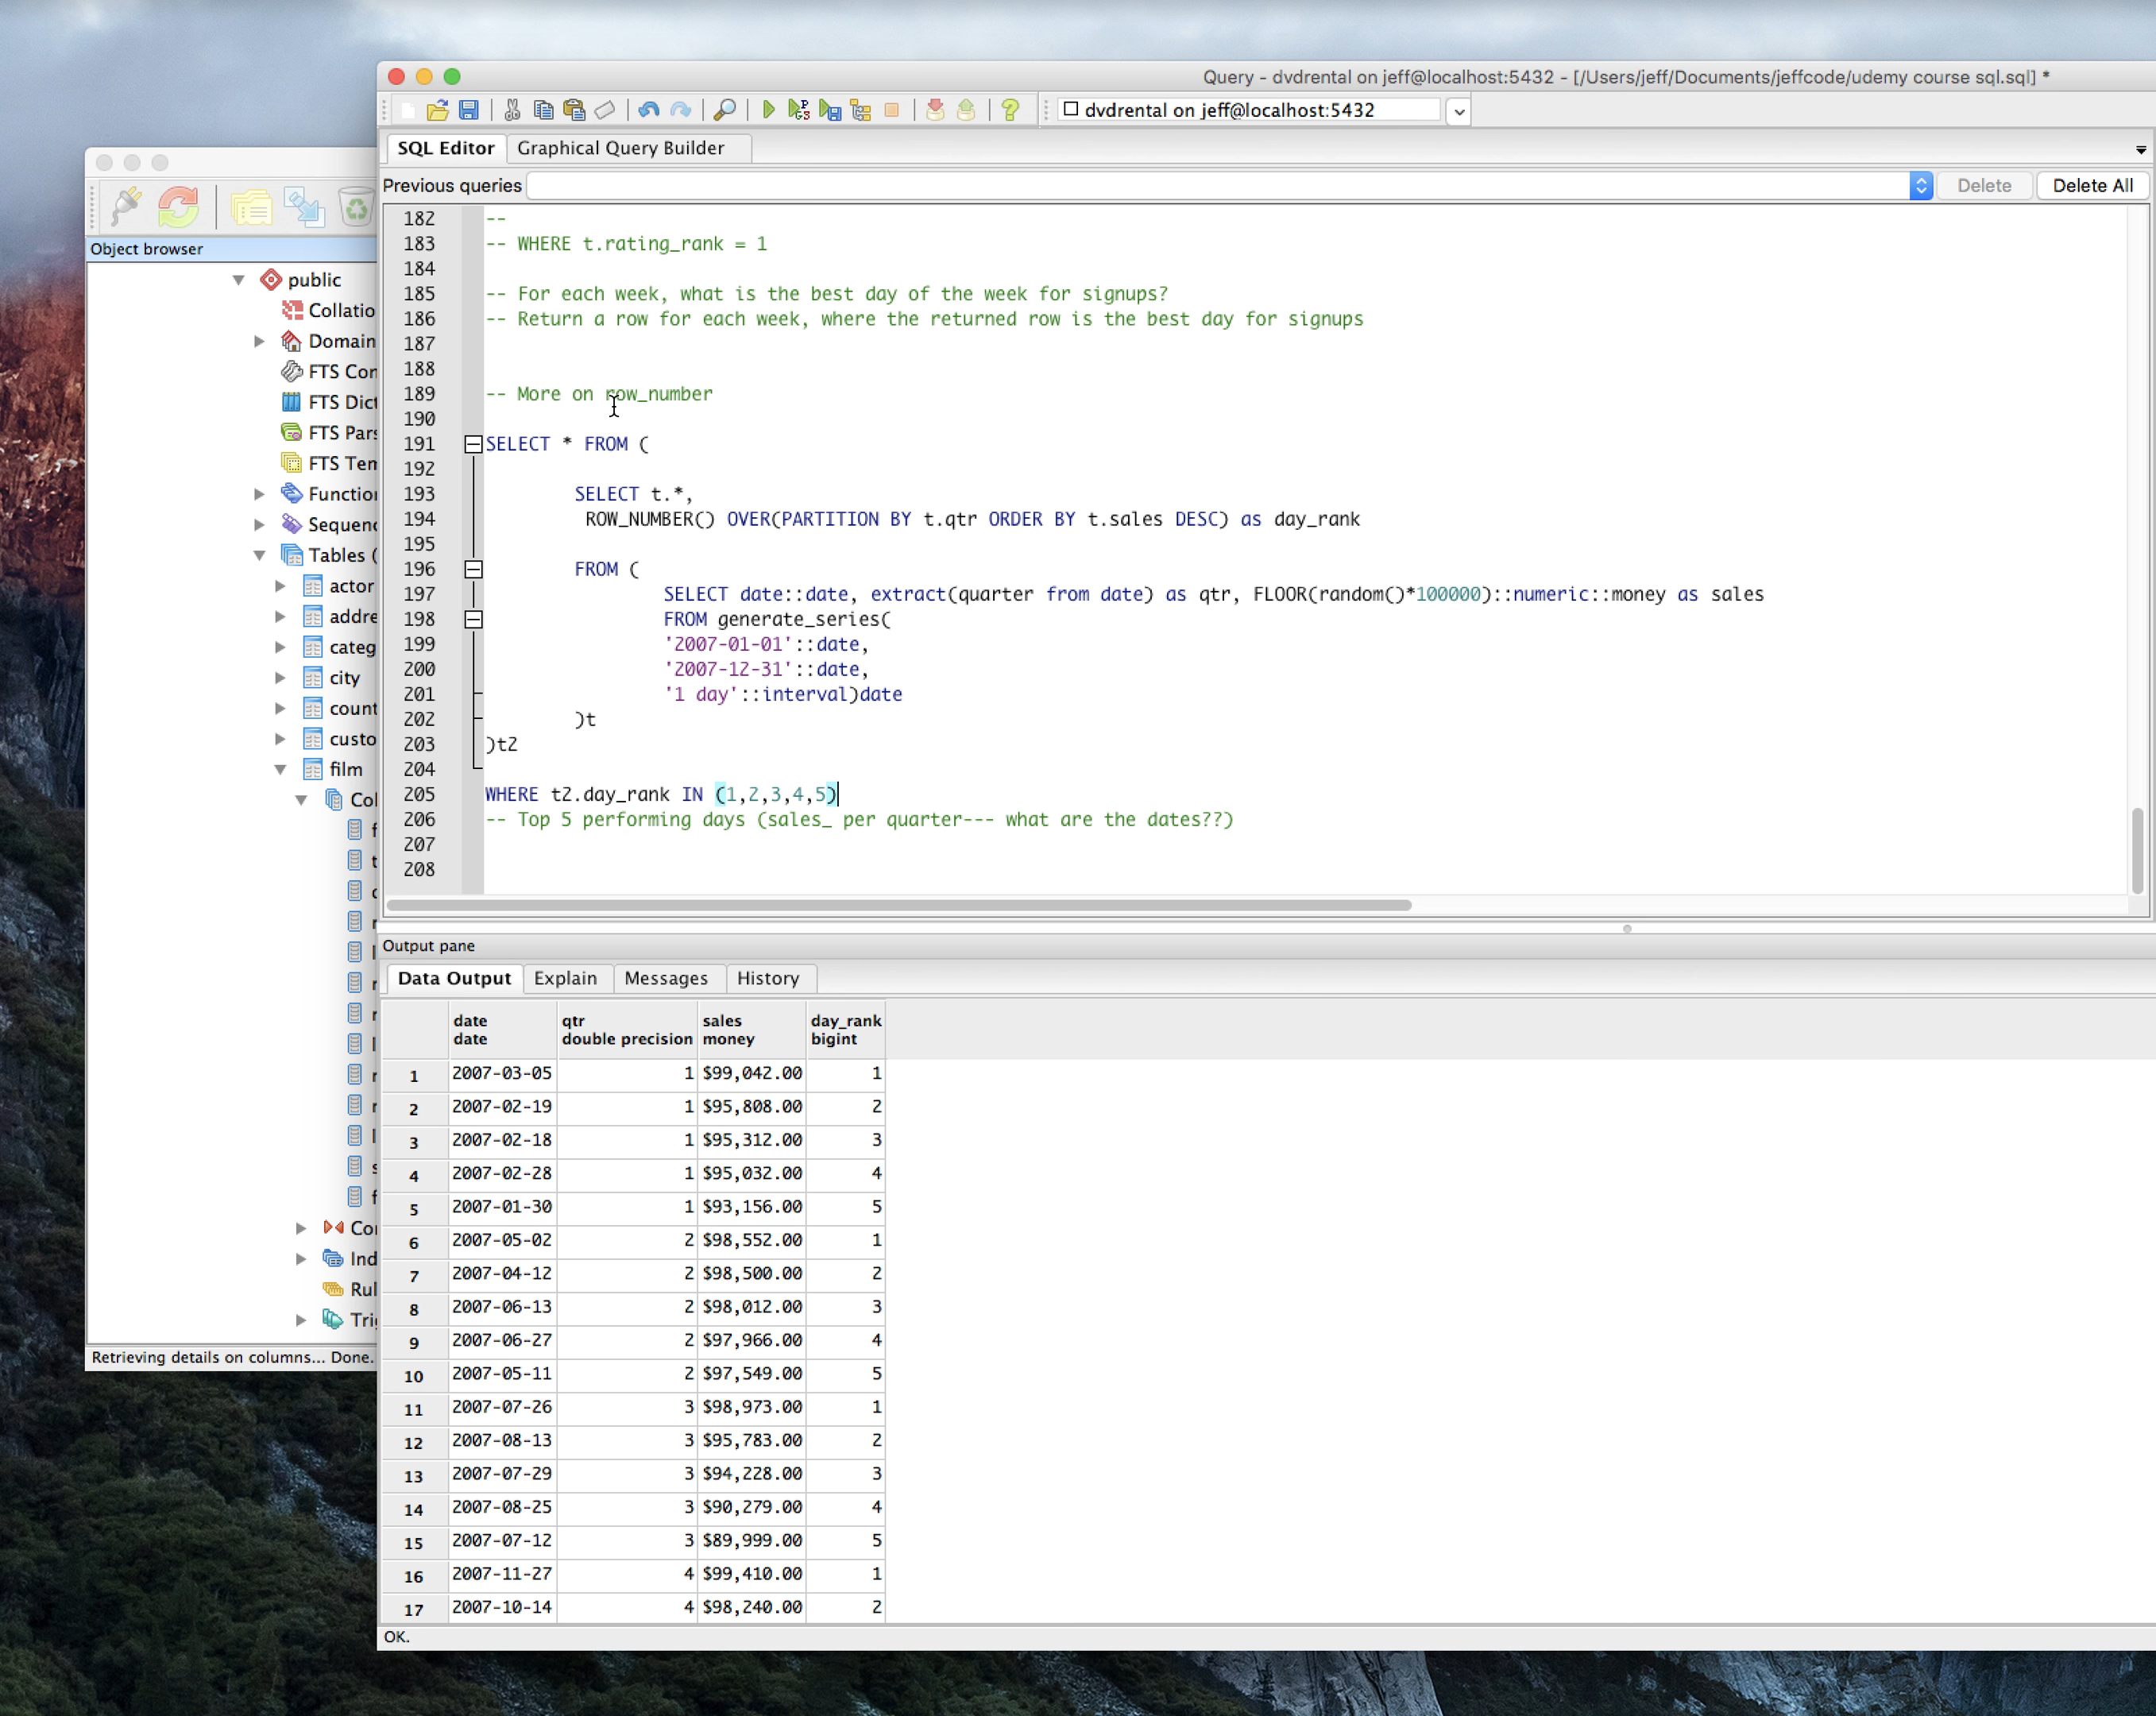 Query - dvdrental on jeff@localhost:5432 - [/Users/jeff/Documents/jeffcode/udemy course sql.sql] *
dvdrental on jeff@localhost:5432
SQL Editor
Graphical Query Builder
Previous queries
Delete
Delete All
Object browser
public
Collatio
Domain
FTS Cor
FTS Dict
FTS Pars
FTS Tem
Functio
Sequenc
Tables (
actor
addre
categ
city
count
custo
film
Col
Cor
Ind
Rul
Tri
Retrieving details on columns... Done.
182 --
183 -- WHERE t.rating_rank = 1
184
185 -- For each week, what is the best day of the week for signups?
186 -- Return a row for each week, where the returned row is the best day for signups
187
188
189 -- More on row_number
190
191 SELECT * FROM (
192
193 SELECT t.*,
194 ROW_NUMBER() OVER(PARTITION BY t.qtr ORDER BY t.sales DESC) as day_rank
195
196 FROM (
197 SELECT date::date, extract(quarter from date) as qtr, FLOOR(random()*100000)::numeric::money as sales
198 FROM generate_series(
199 '2007-01-01'::date,
200 '2007-12-31'::date,
201 '1 day'::interval)date
202 )t
203 )t2
204
205 WHERE t2.day_rank IN (1,2,3,4,5)
206 -- Top 5 performing days (sales_ per quarter--- what are the dates??)
207
208
Output pane
Data Output Explain Messages History
date qtr sales day_rank
date double precision money bigint
1 2007-03-05 1 $99,042.00 1
2 2007-02-19 1 $95,808.00 2
3 2007-02-18 1 $95,312.00 3
4 2007-02-28 1 $95,032.00 4
5 2007-01-30 1 $93,156.00 5
6 2007-05-02 2 $98,552.00 1
7 2007-04-12 2 $98,500.00 2
8 2007-06-13 2 $98,012.00 3
9 2007-06-27 2 $97,966.00 4
10 2007-05-11 2 $97,549.00 5
11 2007-07-26 3 $98,973.00 1
12 2007-08-13 3 $95,783.00 2
13 2007-07-29 3 $94,228.00 3
14 2007-08-25 3 $90,279.00 4
15 2007-07-12 3 $89,999.00 5
16 2007-11-27 4 $99,410.00 1
17 2007-10-14 4 $98,240.00 2
OK.